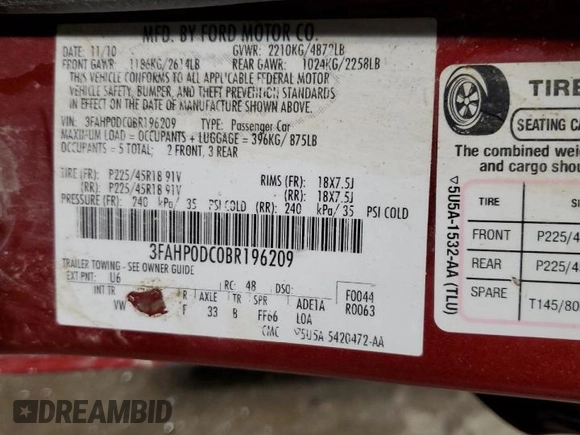 MFD. BY FORD MOTOR CO.
DATE: 11/10 GVWR: 2210KG/4872LB
FRONT GAWR: 1186KG/2614LB REAR GAWR: 1024KG/2258LB
THIS VEHICLE CONFORMS TO ALL APPLICABLE FEDERAL MOTOR
VEHICLE SAFETY, BUMPER, AND THEFT PREVENTION STANDARDS
IN EFFECT ON THE DATE OF MANUFACTURE SHOWN ABOVE.
VIN: 3FAHP0DC0BR196209 TYPE: Passenger Car
MAXIMUM LOAD = OCCUPANTS + LUGGAGE = 396KG/ 875LB
OCCUPANTS = 5 TOTAL: 2 FRONT, 3 REAR
TIRE (FR): P225/45R18 91V RIMS (FR): 18X7.5J
(RR): P225/45R18 91V (RR): 18X7.5J
PRESSURE (FR): 240 kPa/ 35 PSI COLD (RR): 240 kPa/ 35 PSI COLD
3FAHP0DC0BR196209
TRAILER TOWING - SEE OWNER GUIDE
EXT PNT: U6 RC: 48 DSO:
INT TR R AXLE TR SPR ADE1A F0044
VW F 33 B FF66 L0A R0063
CMC ▽5U5A-5420472-AA
TIRE
SEATING CA
The combined wei
and cargo shou
▽5U5A-1532-AA (TLU)
TIRE SI
FRONT P225/4
REAR P225/4
SPARE T145/80
DREAMBID